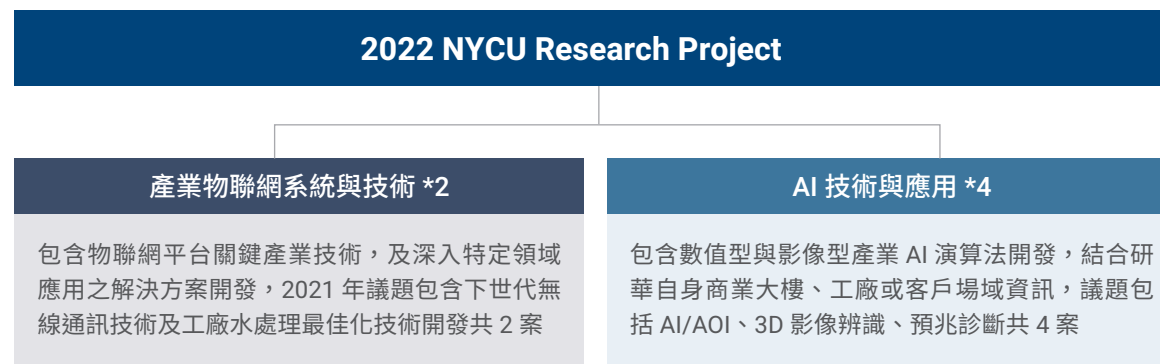 2022 NYCU Research Project
產業物聯網系統與技術 *2
包含物聯網平台關鍵產業技術，及深入特定領域
應用之解決方案開發，2021 年議題包含下世代無
線通訊技術及工廠水處理最佳化技術開發共 2 案
AI 技術與應用 *4
包含數值型與影像型產業 AI 演算法開發，結合研
華自身商業大樓、工廠或客戶場域資訊，議題包
括 AI/AOI、3D 影像辨識、預兆診斷共 4 案